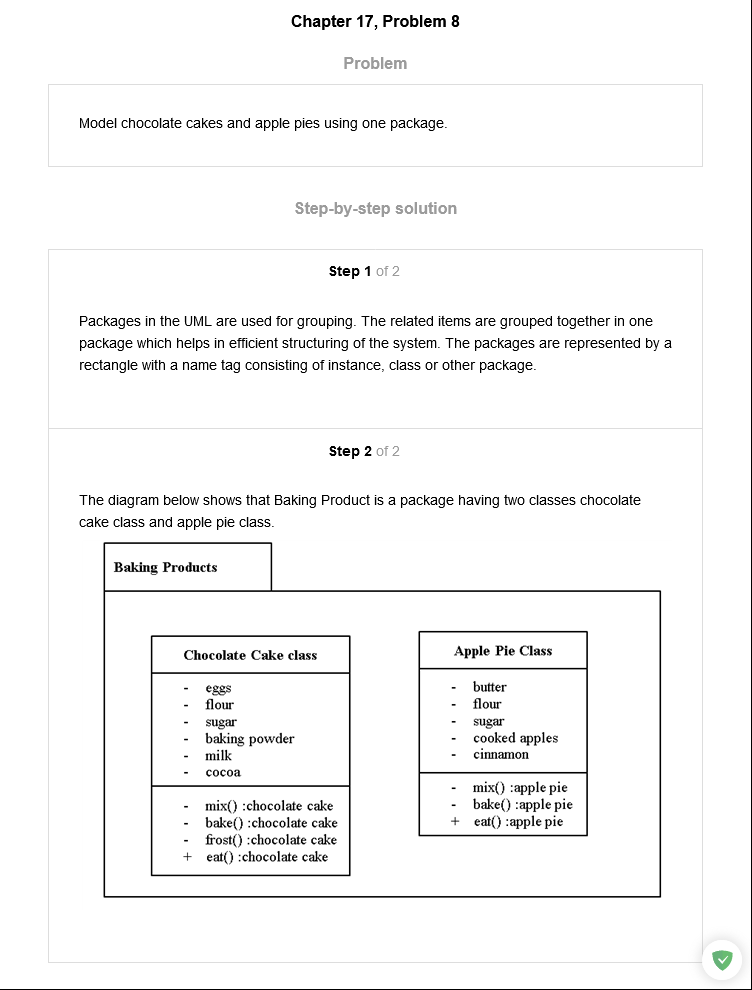 Chapter 17, Problem 8
Problem
Model chocolate cakes and apple pies using one package.
Step-by-step solution
Step 1 of 2
Packages in the UML are used for grouping. The related items are grouped together in one
package which helps in efficient structuring of the system. The packages are represented by a
rectangle with a name tag consisting of instance, class or other package.
Step 2 of 2
The diagram below shows that Baking Product is a package having two classes chocolate
cake class and apple pie class.
Baking Products
Chocolate Cake class
- eggs
- flour
- sugar
- baking powder
- milk
- cocoa
- mix() :chocolate cake
- bake() :chocolate cake
- frost() :chocolate cake
+ eat() :chocolate cake
Apple Pie Class
- butter
- flour
- sugar
- cooked apples
- cinnamon
- mix() :apple pie
- bake() :apple pie
+ eat() :apple pie